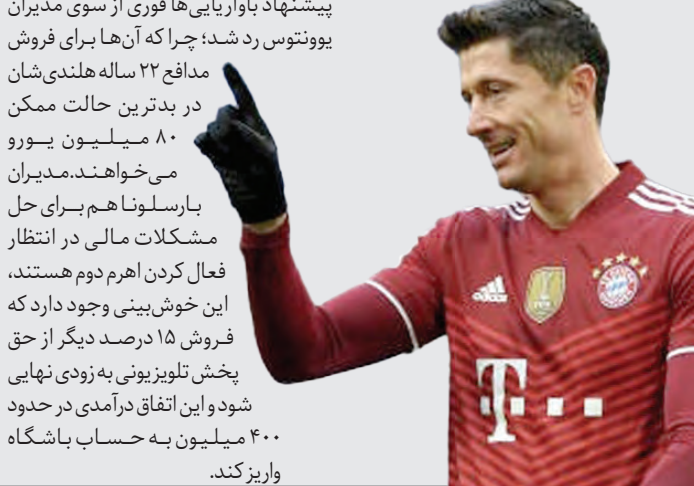 پیشنهاد باواریایی‌ها فوری از سوی مدیران
یوونتوس رد شد؛ چرا که آن‌ها برای فروش
مدافع ۲۲ ساله هلندی‌شان
در بدترین حالت ممکن
۸۰ میلیون یورو
می‌خواهند.مدیران
بارسلونا هم برای حل
مشکلات مالی در انتظار
فعال کردن اهرم دوم هستند،
این خوش‌بینی وجود دارد که
فروش ۱۵ درصد دیگر از حق
پخش تلویزیونی به زودی نهایی
شود و این اتفاق درآمدی در حدود
۴۰۰ میلیون به حساب باشگاه
واریز کند.
adidas
T